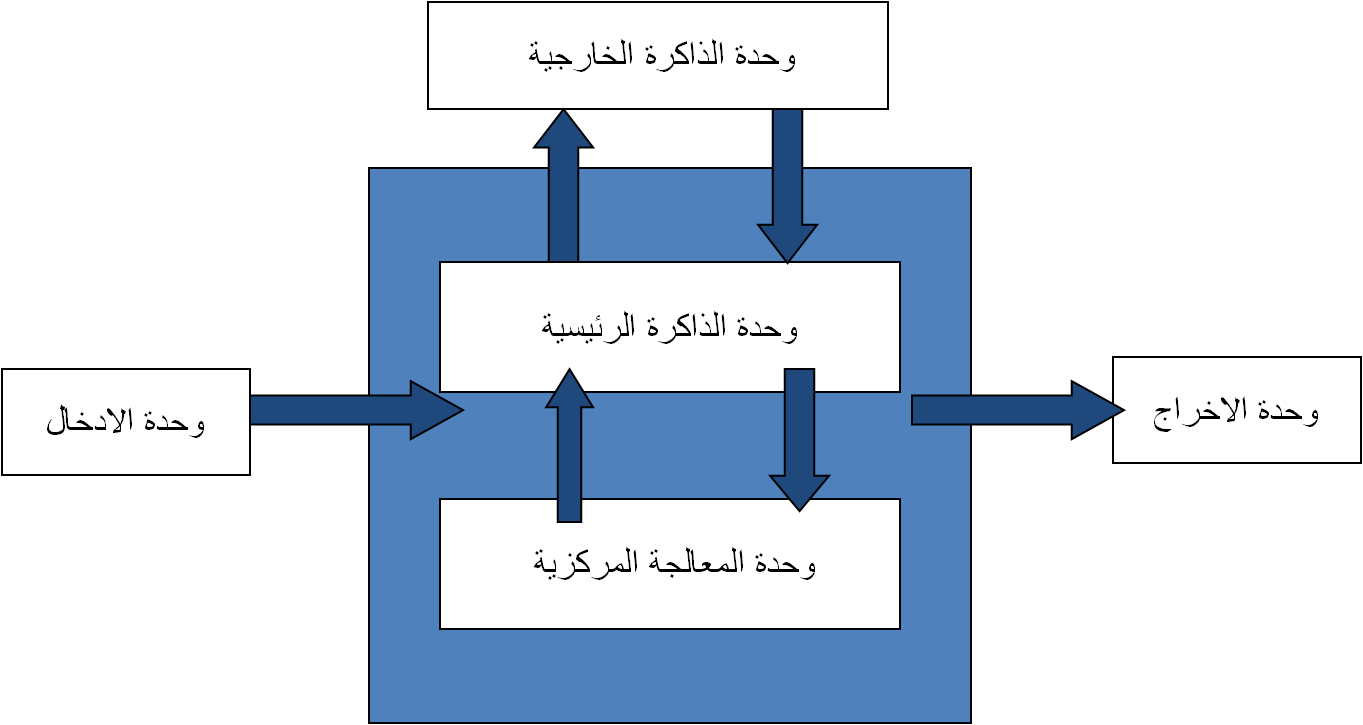 وحدة الذاكرة الخارجية
وحدة الذاكرة الرئيسية
وحدة الاخراج
وحدة الادخال
وحدة المعالجة المركزية